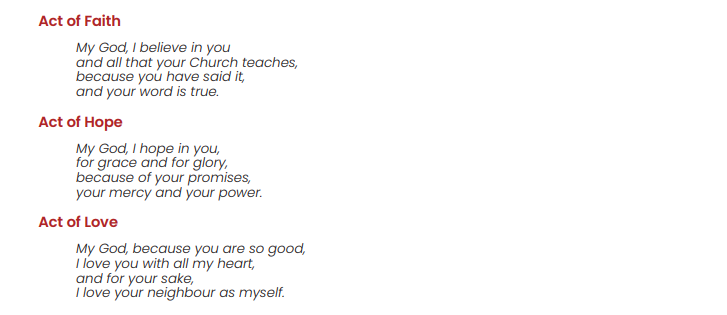 Act of Faith
My God, I believe in you
and all that your Church teaches,
because you have said it,
and your word is true.
Act of Hope
My God, I hope in you,
for grace and for glory,
because of your promises,
your mercy and your power.
Act of Love
My God, because you are so good,
I love you with all my heart,
and for your sake,
I love your neighbour as myself.